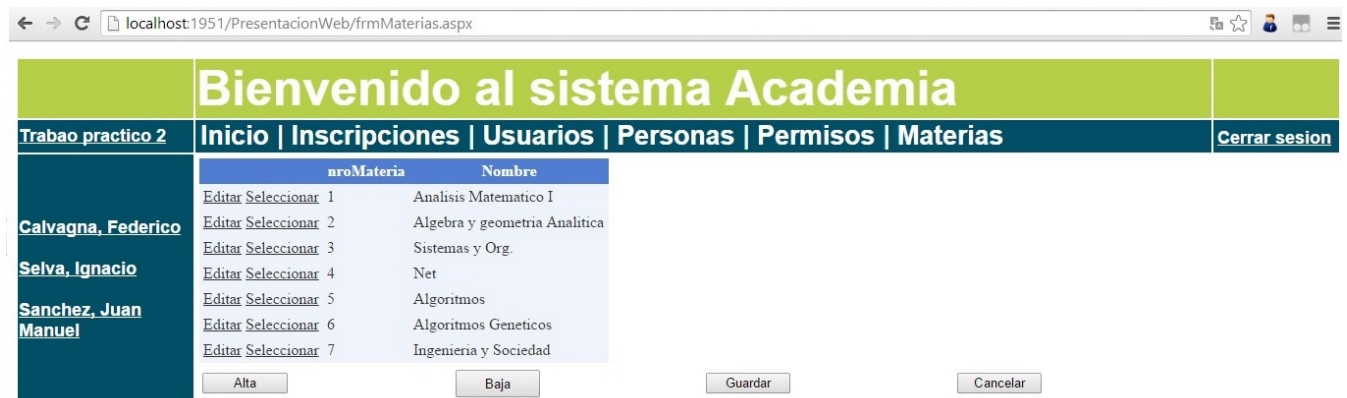 localhost:1951/PresentacionWeb/frmMaterias.aspx
Bienvenido al sistema Academia
Trabao practico 2 Inicio | Inscripciones | Usuarios | Personas | Permisos | Materias Cerrar sesion
nroMateria Nombre
Editar Seleccionar 1 Analisis Matematico I
Editar Seleccionar 2 Algebra y geometria Analitica
Editar Seleccionar 3 Sistemas y Org.
Editar Seleccionar 4 Net
Editar Seleccionar 5 Algoritmos
Editar Seleccionar 6 Algoritmos Geneticos
Editar Seleccionar 7 Ingenieria y Sociedad
Calvagna, Federico
Selva, Ignacio
Sanchez, Juan
Manuel
Alta Baja Guardar Cancelar